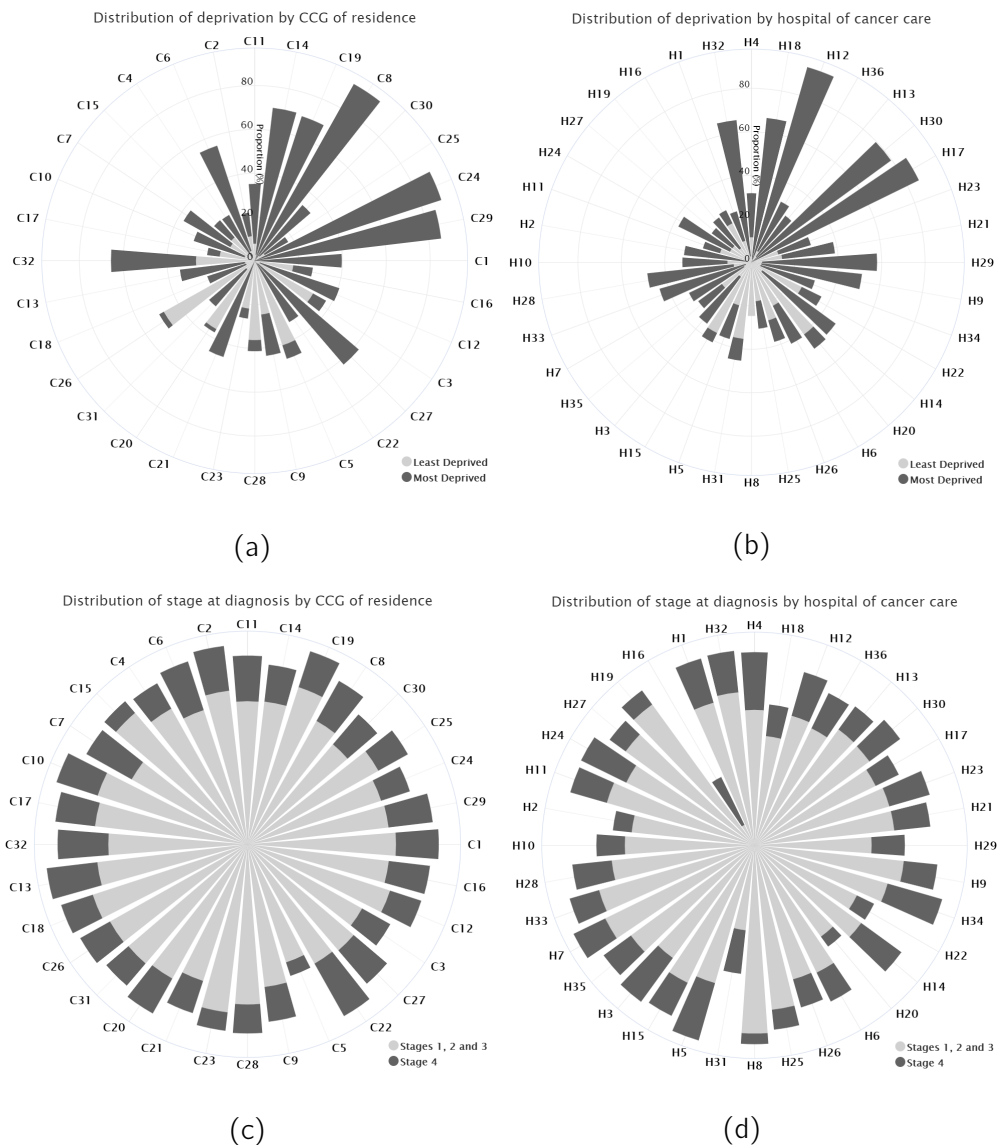 Distribution of deprivation by CCG of residence
C11
C14
C19
C8
C30
C25
C24
C29
C1
C16
C12
C3
C27
C22
C5
C9
C28
C23
C21
C20
C31
C26
C18
C13
C32
C17
C10
C7
C15
C4
C6
C2
80
60
40
20
0
Proportion (%)
Least Deprived
Most Deprived
(a)
Distribution of deprivation by hospital of cancer care
H4
H18
H12
H36
H13
H30
H17
H23
H21
H29
H9
H34
H22
H14
H20
H6
H26
H25
H8
H31
H5
H15
H3
H35
H7
H33
H28
H10
H2
H11
H24
H27
H19
H16
H1
H32
80
60
40
20
0
Proportion (%)
Least Deprived
Most Deprived
(b)
Distribution of stage at diagnosis by CCG of residence
C11
C14
C19
C8
C30
C25
C24
C29
C1
C16
C12
C3
C27
C22
C5
C9
C28
C23
C21
C20
C31
C26
C18
C13
C32
C17
C10
C7
C15
C4
C6
C2
Stages 1, 2 and 3
Stage 4
(c)
Distribution of stage at diagnosis by hospital of cancer care
H4
H18
H12
H36
H13
H30
H17
H23
H21
H29
H9
H34
H22
H14
H20
H6
H26
H25
H8
H31
H5
H15
H3
H35
H7
H33
H28
H10
H2
H11
H24
H27
H19
H16
H1
H32
Stages 1, 2 and 3
Stage 4
(d)